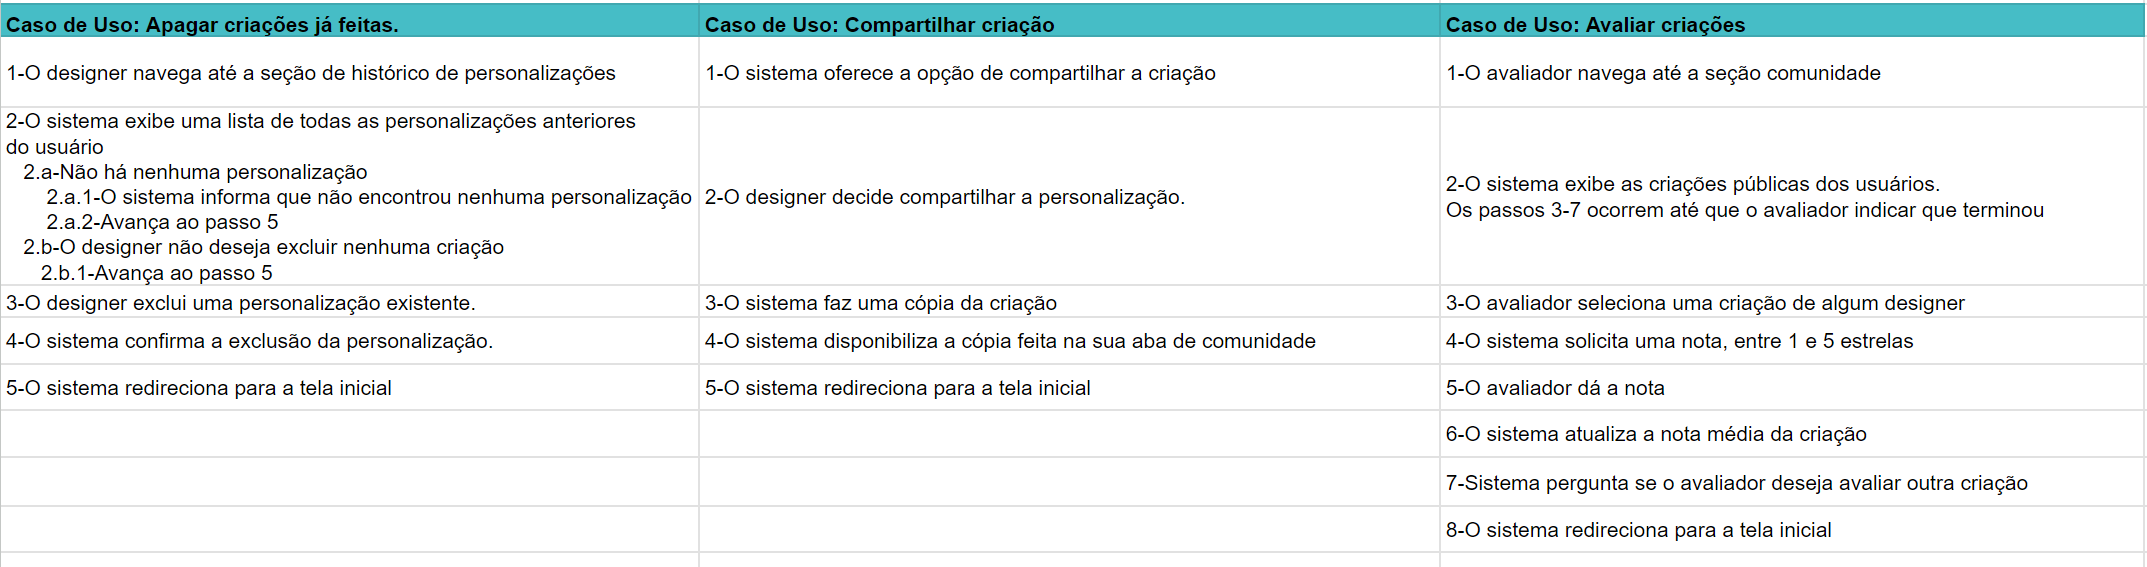 Caso de Uso: Apagar criações já feitas.
1-O designer navega até a seção de histórico de personalizações
2-O sistema exibe uma lista de todas as personalizações anteriores
do usuário
2.a-Não há nenhuma personalização
2.a.1-O sistema informa que não encontrou nenhuma personalização
2.a.2-Avança ao passo 5
2.b-O designer não deseja excluir nenhuma criação
2.b.1-Avança ao passo 5
3-O designer exclui uma personalização existente.
4-O sistema confirma a exclusão da personalização.
5-O sistema redireciona para a tela inicial
Caso de Uso: Compartilhar criação
1-O sistema oferece a opção de compartilhar a criação
2-O designer decide compartilhar a personalização.
3-O sistema faz uma cópia da criação
4-O sistema disponibiliza a cópia feita na sua aba de comunidade
5-O sistema redireciona para a tela inicial
Caso de Uso: Avaliar criações
1-O avaliador navega até a seção comunidade
2-O sistema exibe as criações públicas dos usuários.
Os passos 3-7 ocorrem até que o avaliador indicar que terminou
3-O avaliador seleciona uma criação de algum designer
4-O sistema solicita uma nota, entre 1 e 5 estrelas
5-O avaliador dá a nota
6-O sistema atualiza a nota média da criação
7-Sistema pergunta se o avaliador deseja avaliar outra criação
8-O sistema redireciona para a tela inicial